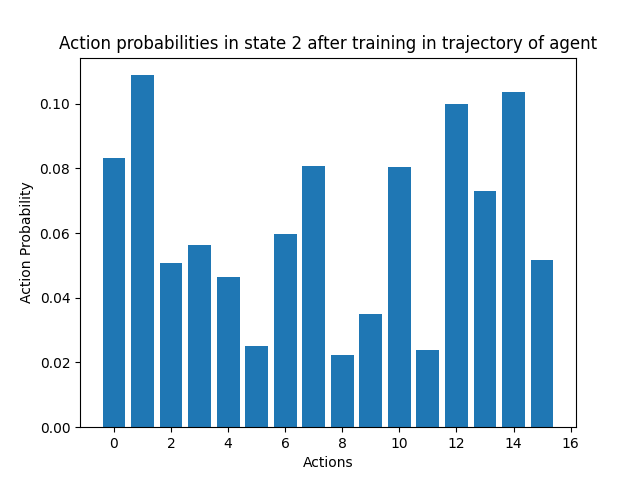 Action probabilities in state 2 after training in trajectory of agent
0.10
0.08
0.06
0.04
0.02
0.00
Action Probability
0 2 4 6 8 10 12 14 16
Actions